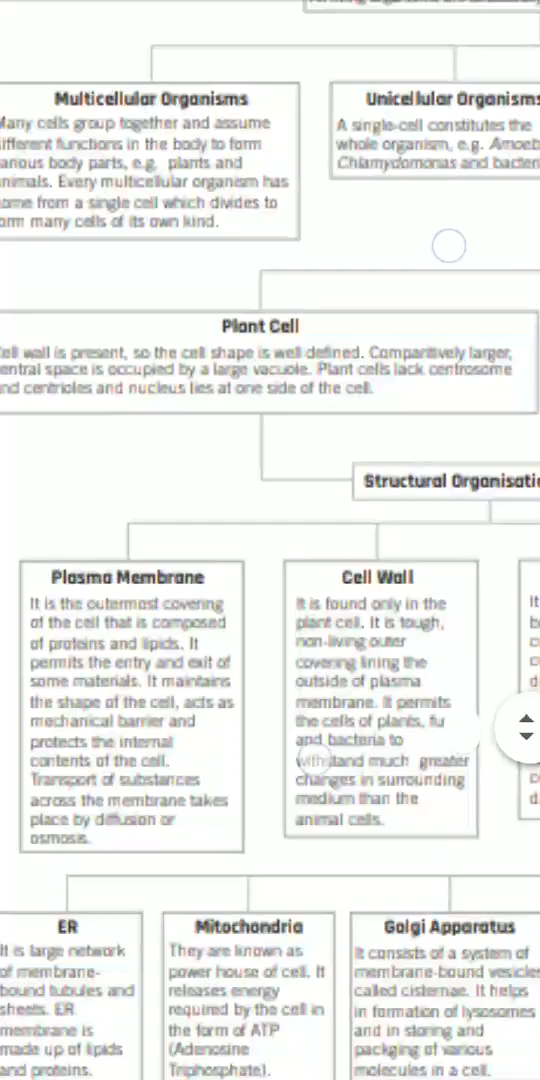 Multicellular Organisms
Many cells group together and assume
different functions in the body to form
various body parts, e.g. plants and
animals. Every multicellular organism has
come from a single cell which divides to
form many cells of its own kind.
Unicellular Organisms
A single-cell constitutes the
whole organism, e.g. Amoeb
Chlamydomonas and bacteri
Plant Cell
Cell wall is present, so the cell shape is well defined. Comparitively larger,
central space is occupied by a large vacuole. Plant cells lack centrosome
and centrioles and nucleus lies at one side of the cell.
Structural Organisatio
Plasma Membrane
It is the outermost covering
of the cell that is composed
of proteins and lipids. It
permits the entry and exit of
some materials. It maintains
the shape of the cell, acts as
mechanical barrier and
protects the internal
contents of the cell.
Transport of substances
across the membrane takes
place by diffusion or
osmosis.
Cell Wall
It is found only in the
plant cell. It is tough,
non-living outer
covering lining the
outside of plasma
membrane. It permits
the cells of plants, fu
and bacteria to
withstand much greater
changes in surrounding
medium than the
animal cells.
ER
It is large network
of membrane-
bound tubules and
sheets. ER
membrane is
made up of lipids
and proteins.
Mitochondria
They are known as
power house of cell. It
releases energy
required by the cell in
the form of ATP
(Adenosine
Triphosphate).
Golgi Apparatus
It consists of a system of
membrane-bound vesicles
called cisternae. It helps
in formation of lysosomes
and in storing and
packging of various
molecules in a cell.